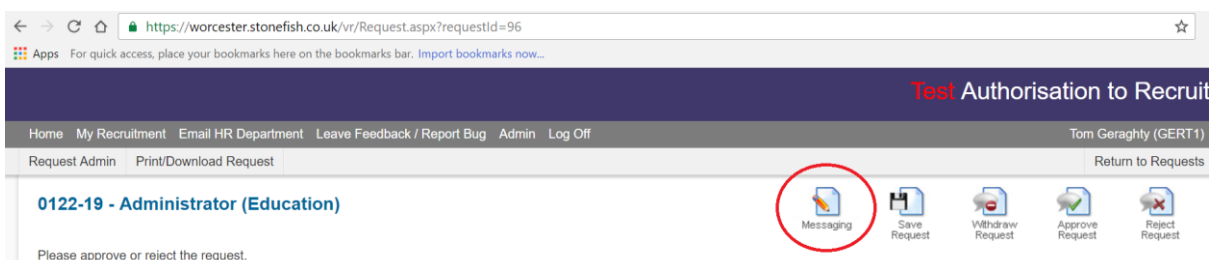 https://worcester.stonefish.co.uk/vr/Request.aspx?requestId=96
Apps For quick access, place your bookmarks here on the bookmarks bar. Import bookmarks now...
Test Authorisation to Recruit
Home My Recruitment Email HR Department Leave Feedback / Report Bug Admin Log Off Tom Geraghty (GERT1)
Request Admin Print/Download Request Return to Requests
0122-19 - Administrator (Education)
Messaging
Save Request
Withdraw Request
Approve Request
Reject Request
Please approve or reject the request.